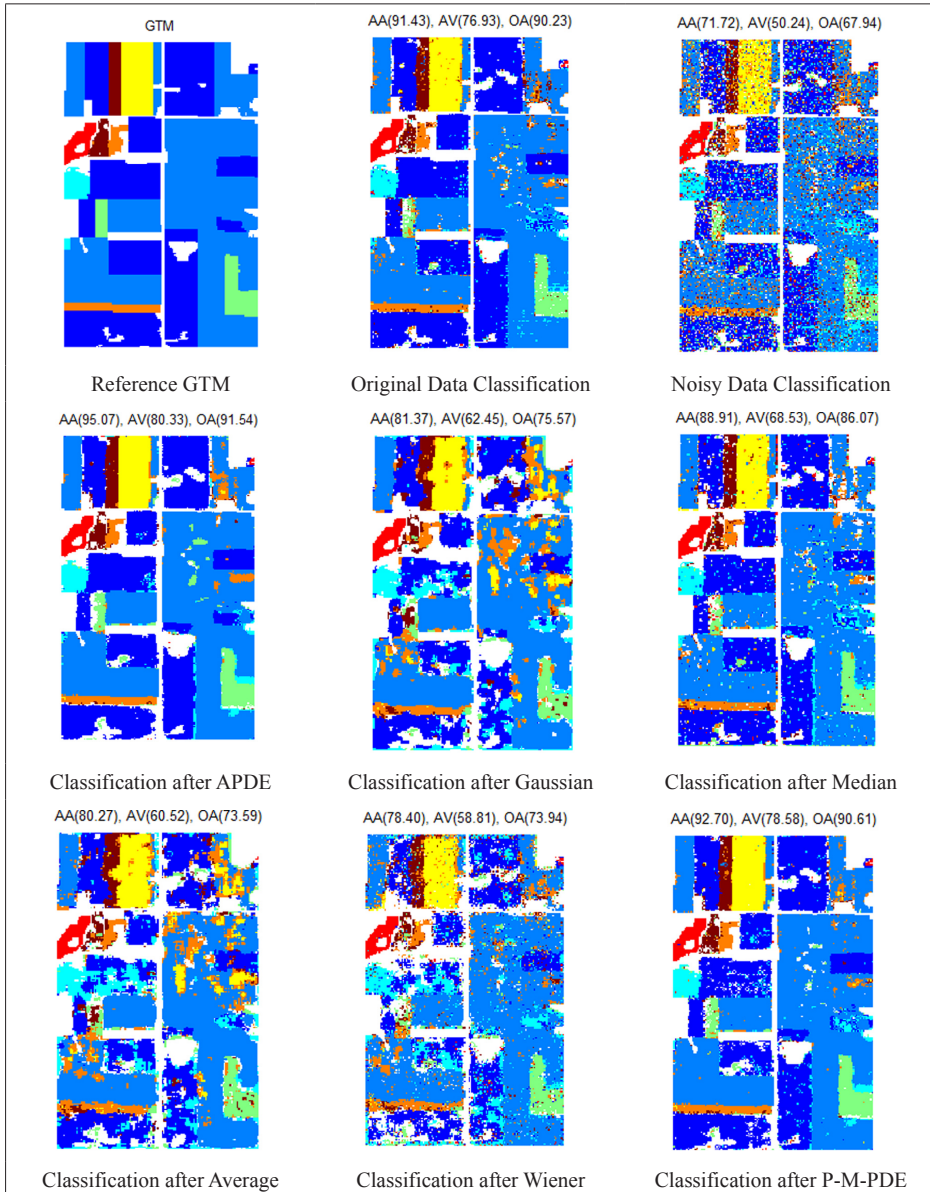 GTM
AA(91.43), AV(76.93), OA(90.23)
AA(71.72), AV(50.24), OA(67.94)
Reference GTM
Original Data Classification
Noisy Data Classification
AA(95.07), AV(80.33), OA(91.54)
AA(81.37), AV(62.45), OA(75.57)
AA(88.91), AV(68.53), OA(86.07)
Classification after APDE
Classification after Gaussian
Classification after Median
AA(80.27), AV(60.52), OA(73.59)
AA(78.40), AV(58.81), OA(73.94)
AA(92.70), AV(78.58), OA(90.61)
Classification after Average
Classification after Wiener
Classification after P-M-PDE